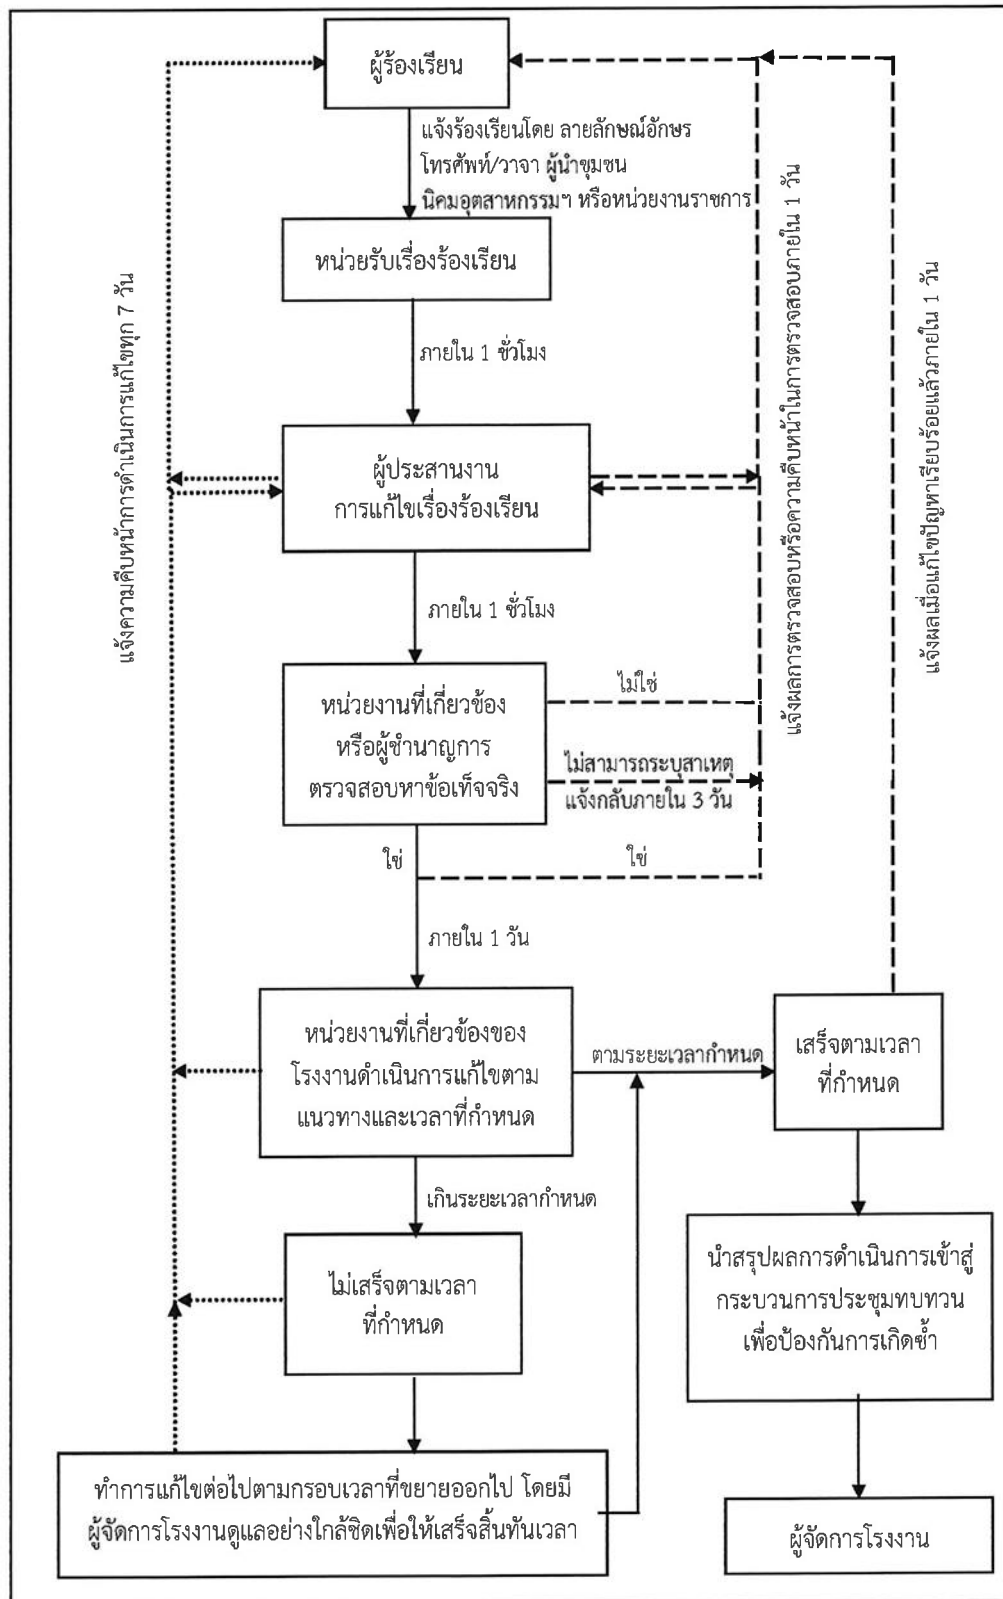 ผู้ร้องเรียน
แจ้งร้องเรียนโดย ลายลักษณ์อักษร
โทรศัพท์/วาจา ผู้นำชุมชน
นิคมอุตสาหกรรมฯ หรือหน่วยงานราชการ
หน่วยรับเรื่องร้องเรียน
ภายใน 1 ชั่วโมง
ผู้ประสานงาน
การแก้ไขเรื่องร้องเรียน
ภายใน 1 ชั่วโมง
หน่วยงานที่เกี่ยวข้อง
หรือผู้ชำนาญการ
ตรวจสอบหาข้อเท็จจริง
ไม่ใช่
ไม่สามารถระบุสาเหตุ
แจ้งกลับภายใน 3 วัน
ใช่
ใช่
ภายใน 1 วัน
หน่วยงานที่เกี่ยวข้องของ
โรงงานดำเนินการแก้ไขตาม
แนวทางและเวลาที่กำหนด
ตามระยะเวลากำหนด
เสร็จตามเวลา
ที่กำหนด
เกินระยะเวลากำหนด
ไม่เสร็จตามเวลา
ที่กำหนด
นำสรุปผลการดำเนินการเข้าสู่
กระบวนการประชุมทบทวน
เพื่อป้องกันการเกิดซ้ำ
ทำการแก้ไขต่อไปตามกรอบเวลาที่ขยายออกไป โดยมี
ผู้จัดการโรงงานดูแลอย่างใกล้ชิดเพื่อให้เสร็จสิ้นทันเวลา
ผู้จัดการโรงงาน
แจ้งความคืบหน้าการดำเนินการแก้ไขทุก 7 วัน
แจ้งผลการตรวจสอบหรือความคืบหน้าในการตรวจสอบภายใน 1 วัน
แจ้งผลเมื่อแก้ไขปัญหาเรียบร้อยแล้วภายใน 1 วัน